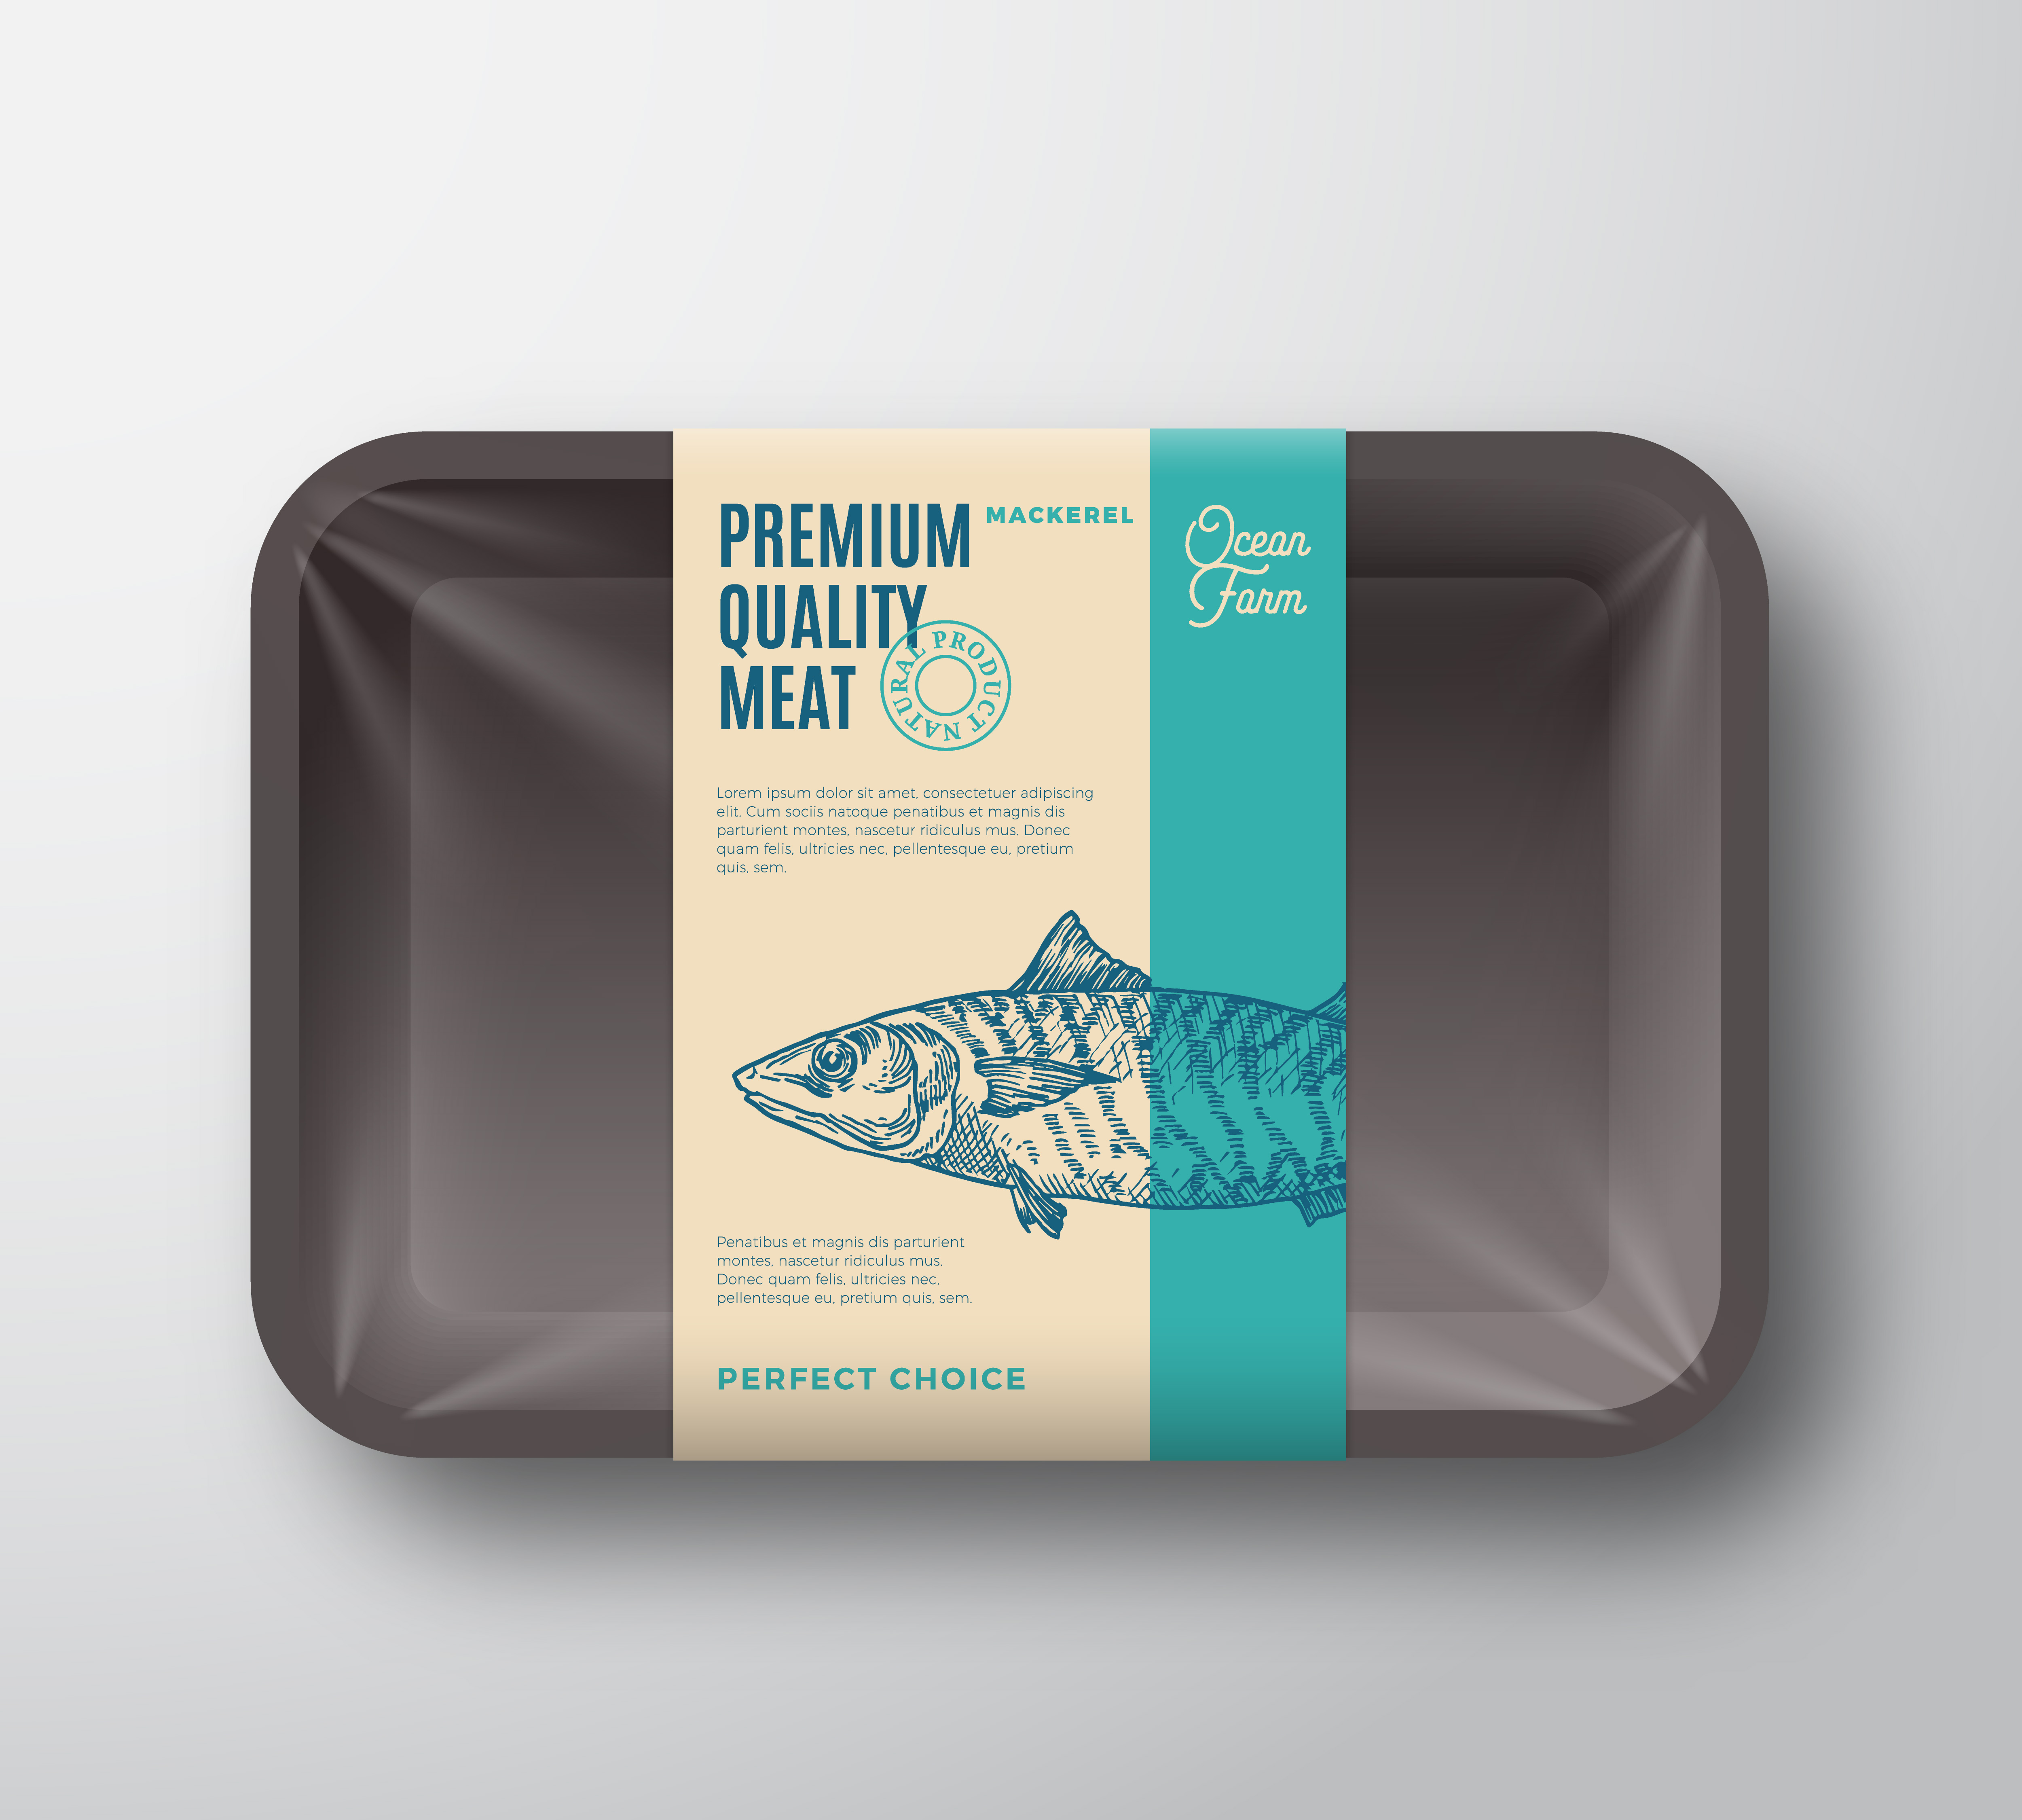 PREMIUM
QUALITY
MEAT
MACKEREL
NATURAL PRODUCT
Ocean
Farm
Lorem ipsum dolor sit amet, consectetuer adipiscing
elit. Cum sociis natoque penatibus et magnis dis
parturient montes, nascetur ridiculus mus. Donec
quam felis, ultricies nec, pellentesque eu, pretium
quis, sem.
Penatibus et magnis dis parturient
montes, nascetur ridiculus mus.
Donec quam felis, ultricies nec,
pellentesque eu, pretium quis, sem.
PERFECT CHOICE